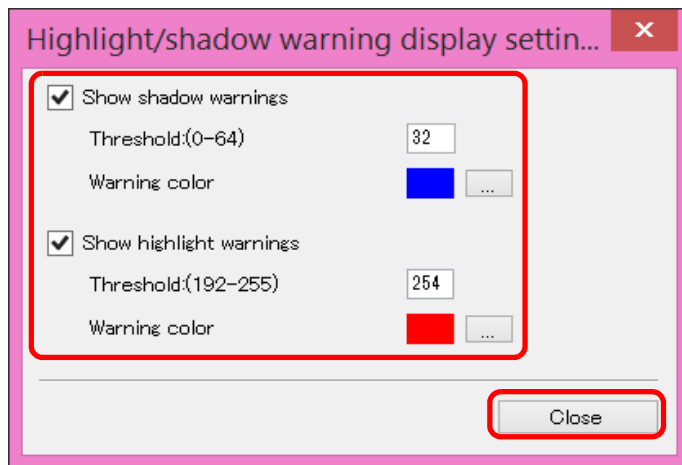 Highlight/shadow warning display settin...
Show shadow warnings
Threshold:(0-64) 32
Warning color ...
Show highlight warnings
Threshold:(192-255) 254
Warning color ...
Close